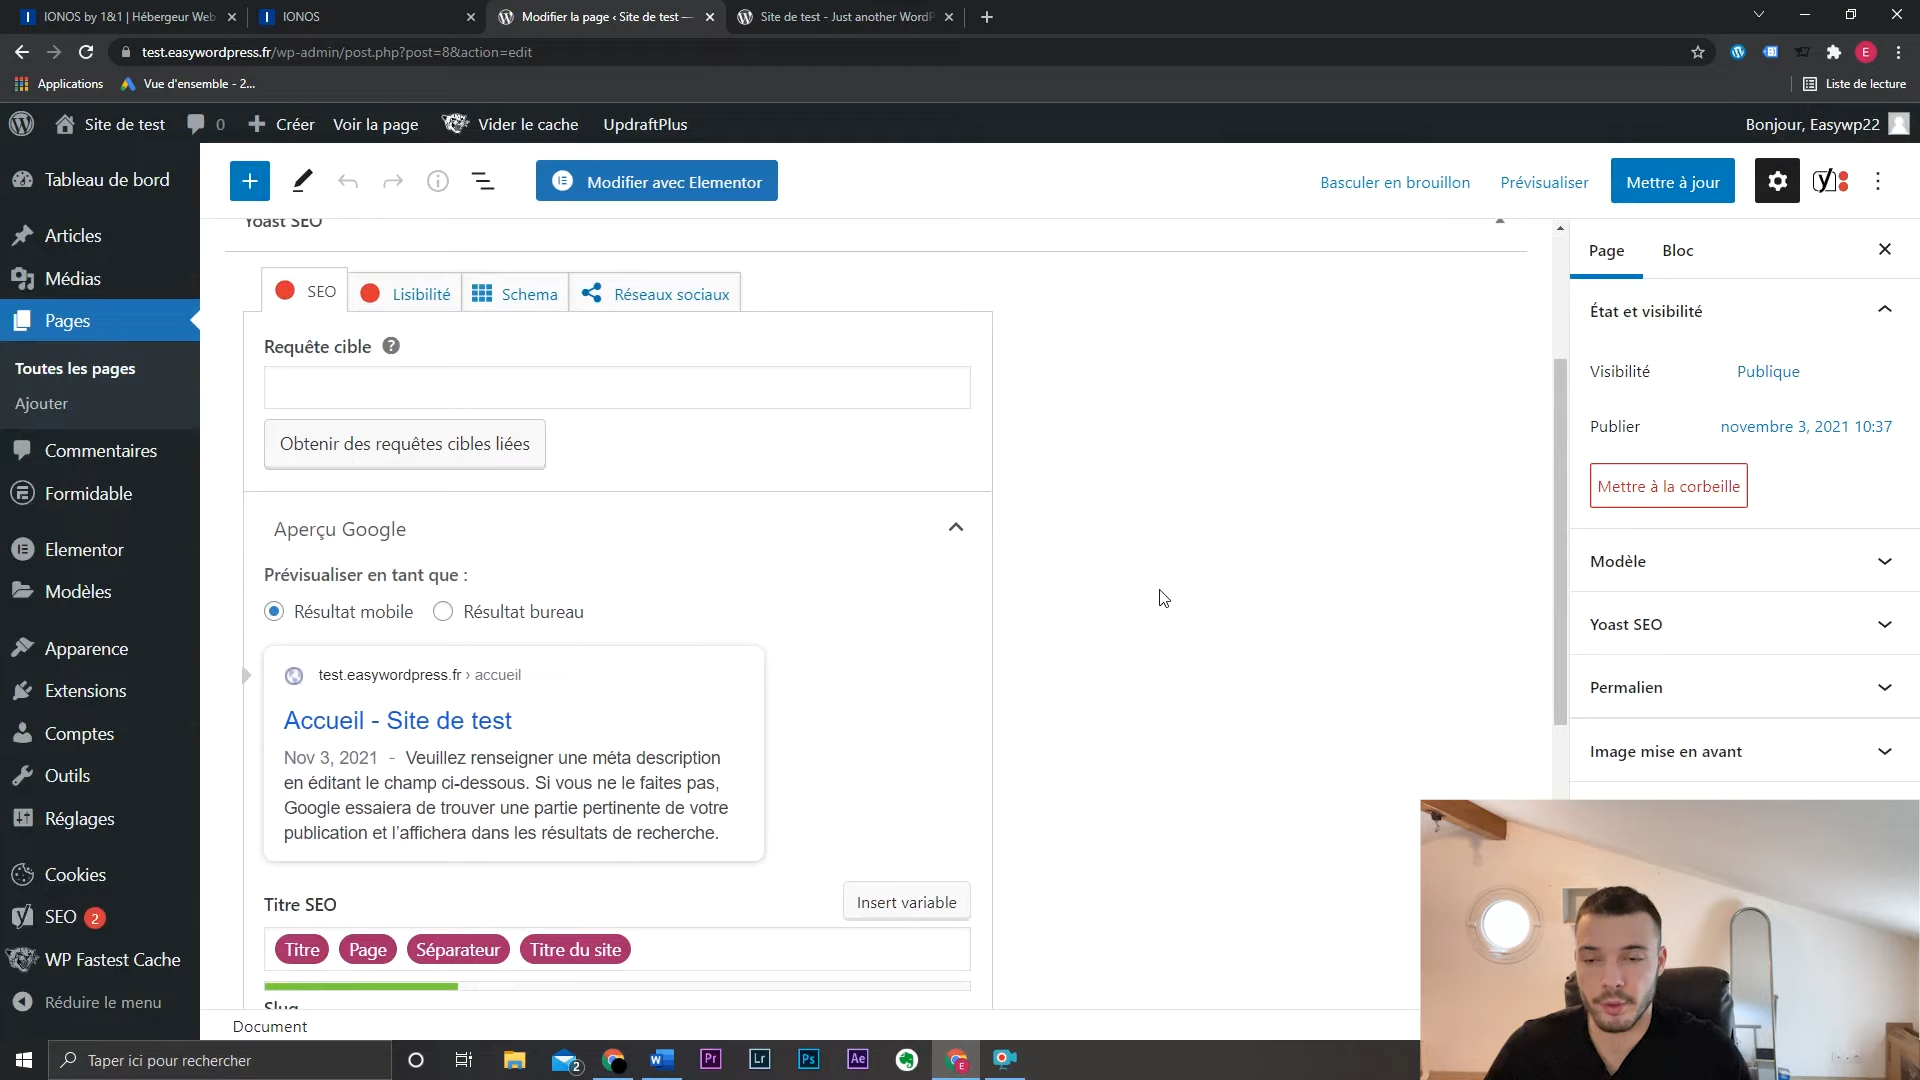 IONOS by 1&1 | Hébergeur Web
IONOS
Modifier la page ‹ Site de test —
Site de test - Just another WordP
test.easywordpress.fr/wp-admin/post.php?post=8&action=edit
E
Applications
Vue d'ensemble - 2...
Liste de lecture
Site de test
0
Créer
Voir la page
Vider le cache
UpdraftPlus
Bonjour, Easywp22
Tableau de bord
Articles
Médias
Pages
Toutes les pages
Ajouter
Commentaires
Formidable
Elementor
Modèles
Apparence
Extensions
Comptes
Outils
Réglages
Cookies
SEO 2
WP Fastest Cache
Réduire le menu
Modifier avec Elementor
Basculer en brouillon
Prévisualiser
Mettre à jour
Yoast SEO
SEO
Lisibilité
Schema
Réseaux sociaux
Requête cible ?
Obtenir des requêtes cibles liées
Aperçu Google
Prévisualiser en tant que :
Résultat mobile
Résultat bureau
test.easywordpress.fr › accueil
Accueil - Site de test
Nov 3, 2021 - Veuillez renseigner une méta description
en éditant le champ ci-dessous. Si vous ne le faites pas,
Google essaiera de trouver une partie pertinente de votre
publication et l'affichera dans les résultats de recherche.
Titre SEO
Insert variable
Titre
Page
Séparateur
Titre du site
Slug
Document
Page
Bloc
État et visibilité
Visibilité
Publique
Publier
novembre 3, 2021 10:37
Mettre à la corbeille
Modèle
Yoast SEO
Permalien
Image mise en avant
Taper ici pour rechercher
2
W
Pr
Lr
Ps
Ae
E